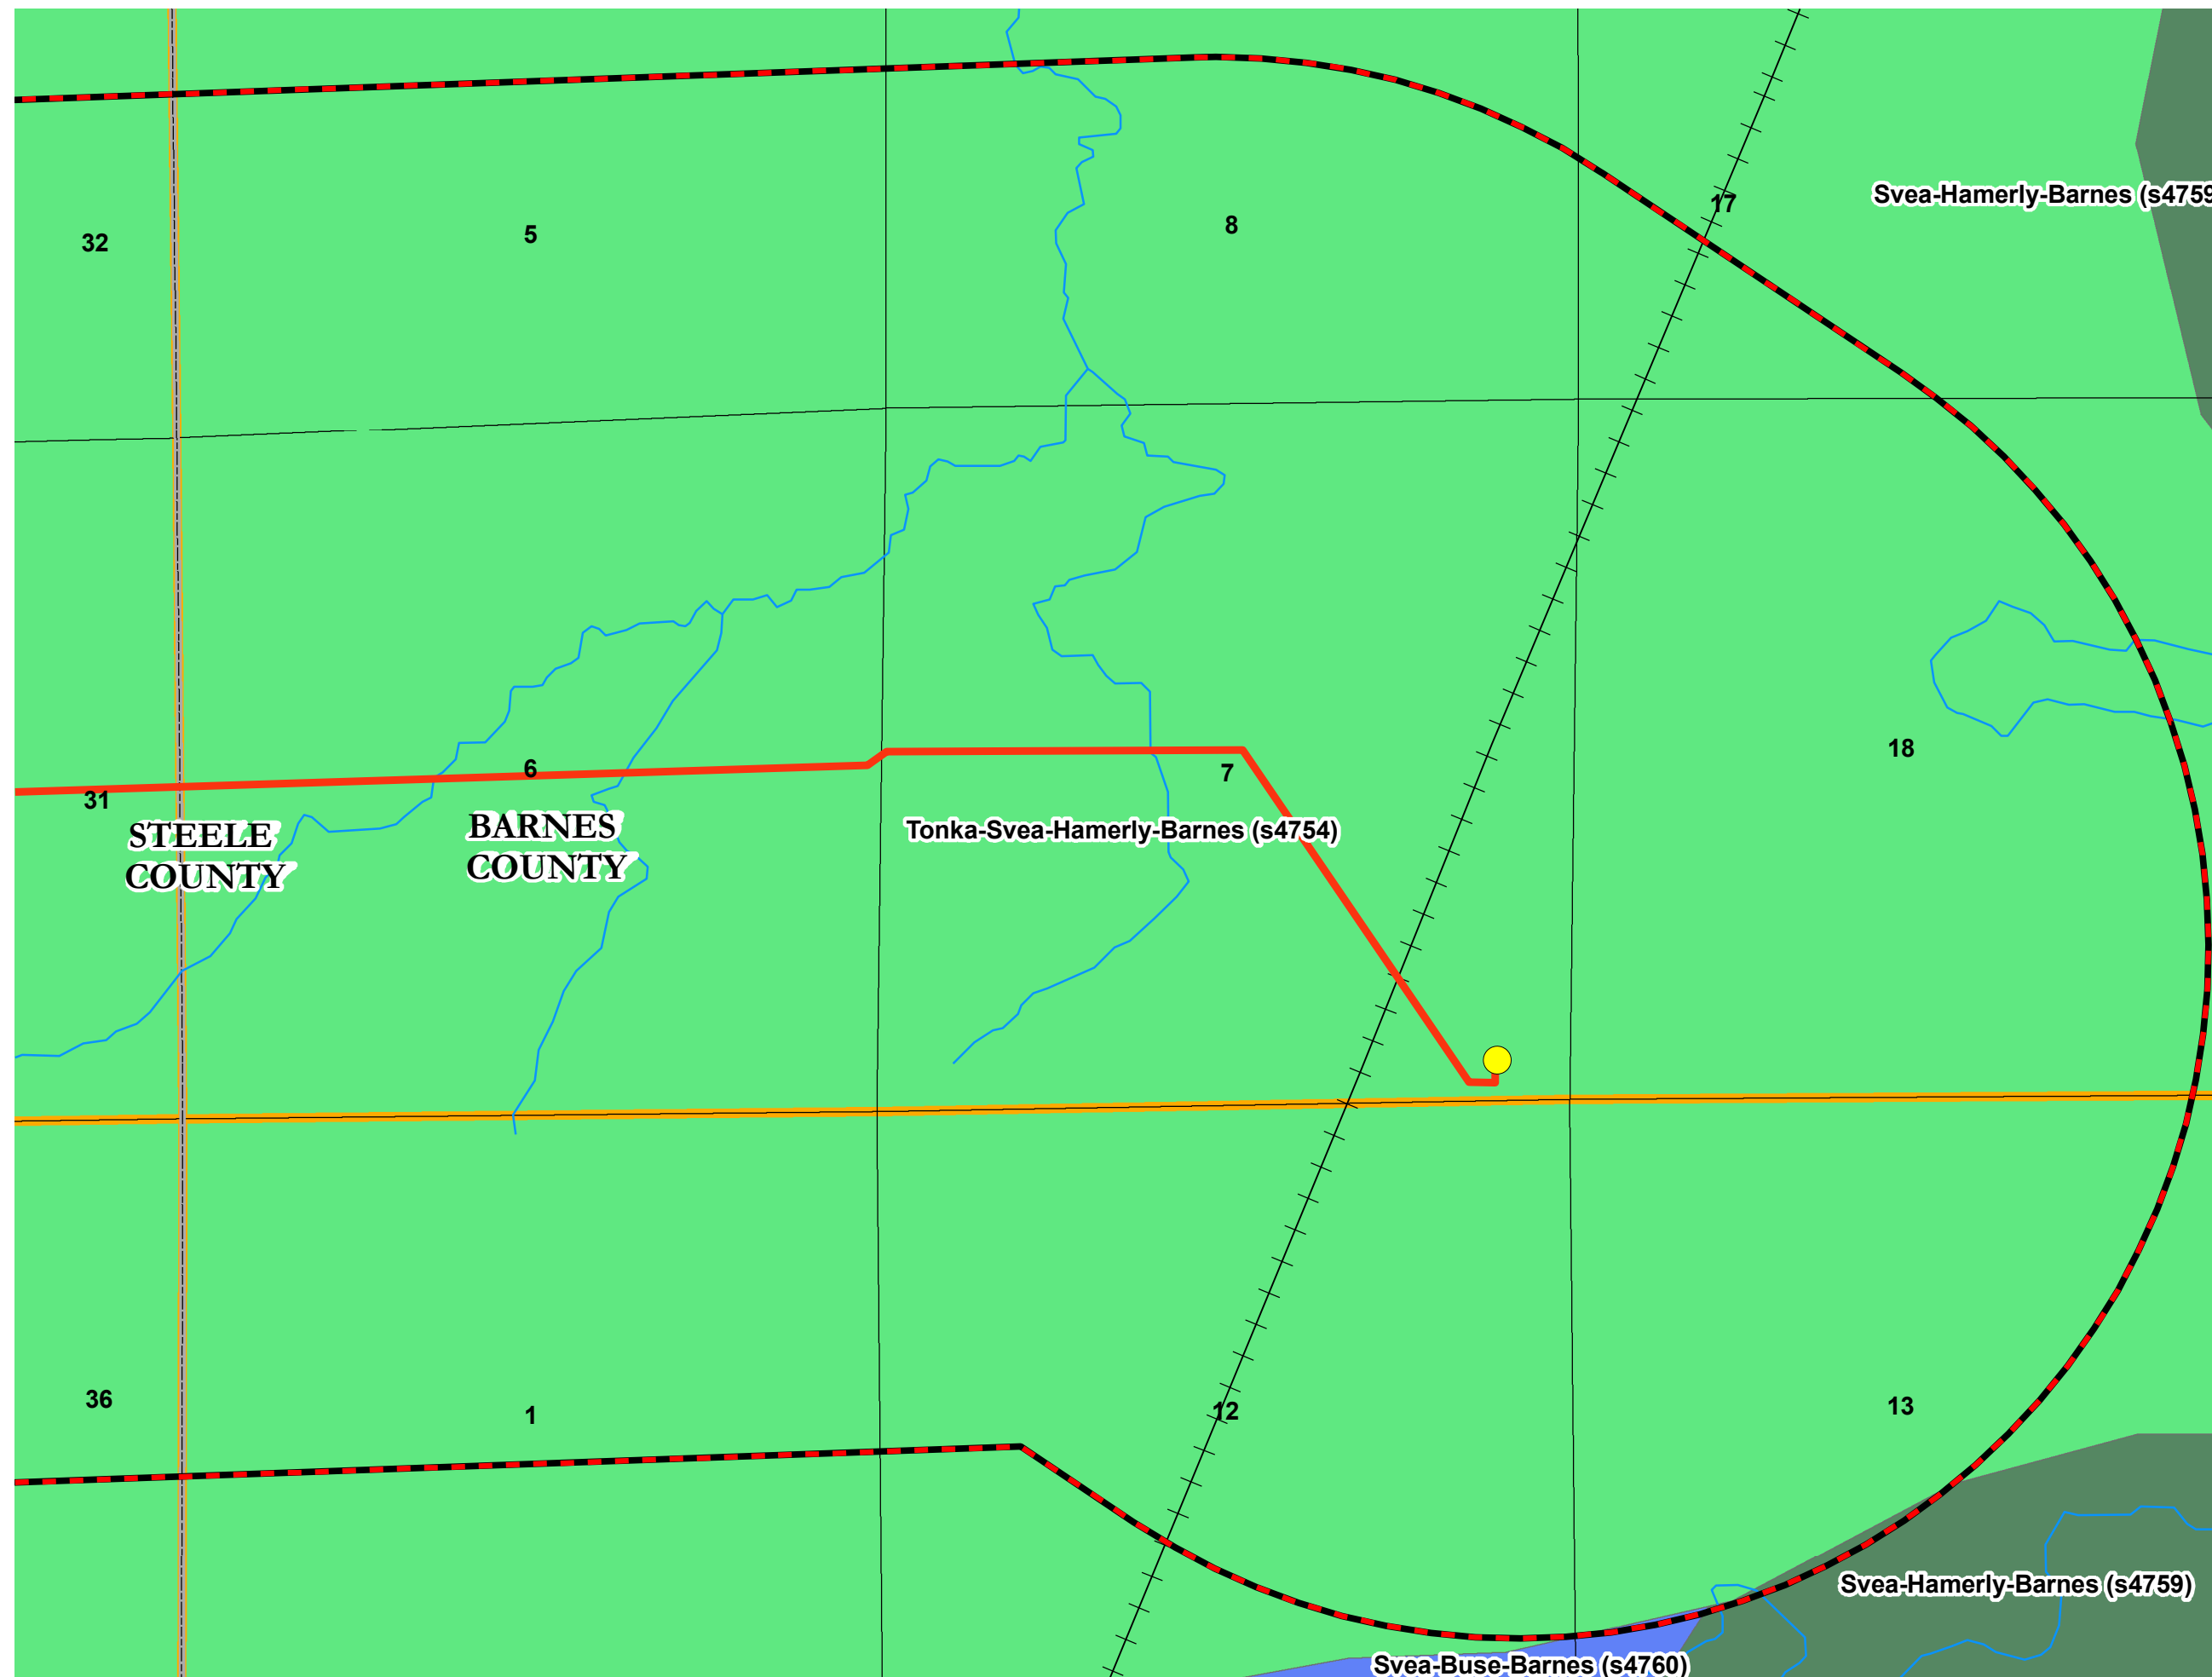 Svea-Hamerly-Barnes (s4759
17
8
5
32
18
6
7
31
STEELE
COUNTY
BARNES
COUNTY
Tonka-Svea-Hamerly-Barnes (s4754)
36
1
12
13
Svea-Hamerly-Barnes (s4759)
Svea-Buse-Barnes (s4760)